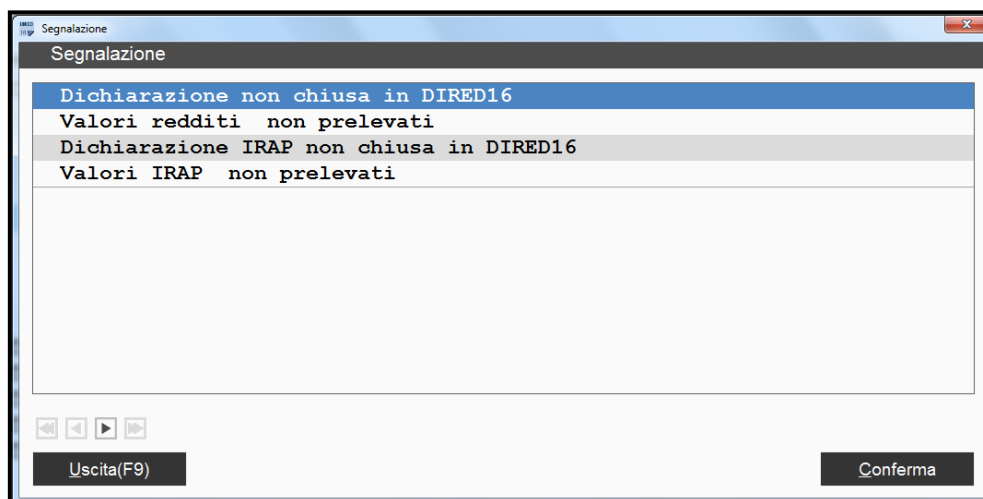 Segnalazione
Segnalazione
Dichiarazione non chiusa in DIRED16
Valori redditi  non prelevati
Dichiarazione IRAP non chiusa in DIRED16
Valori IRAP  non prelevati
Uscita(F9)
Conferma